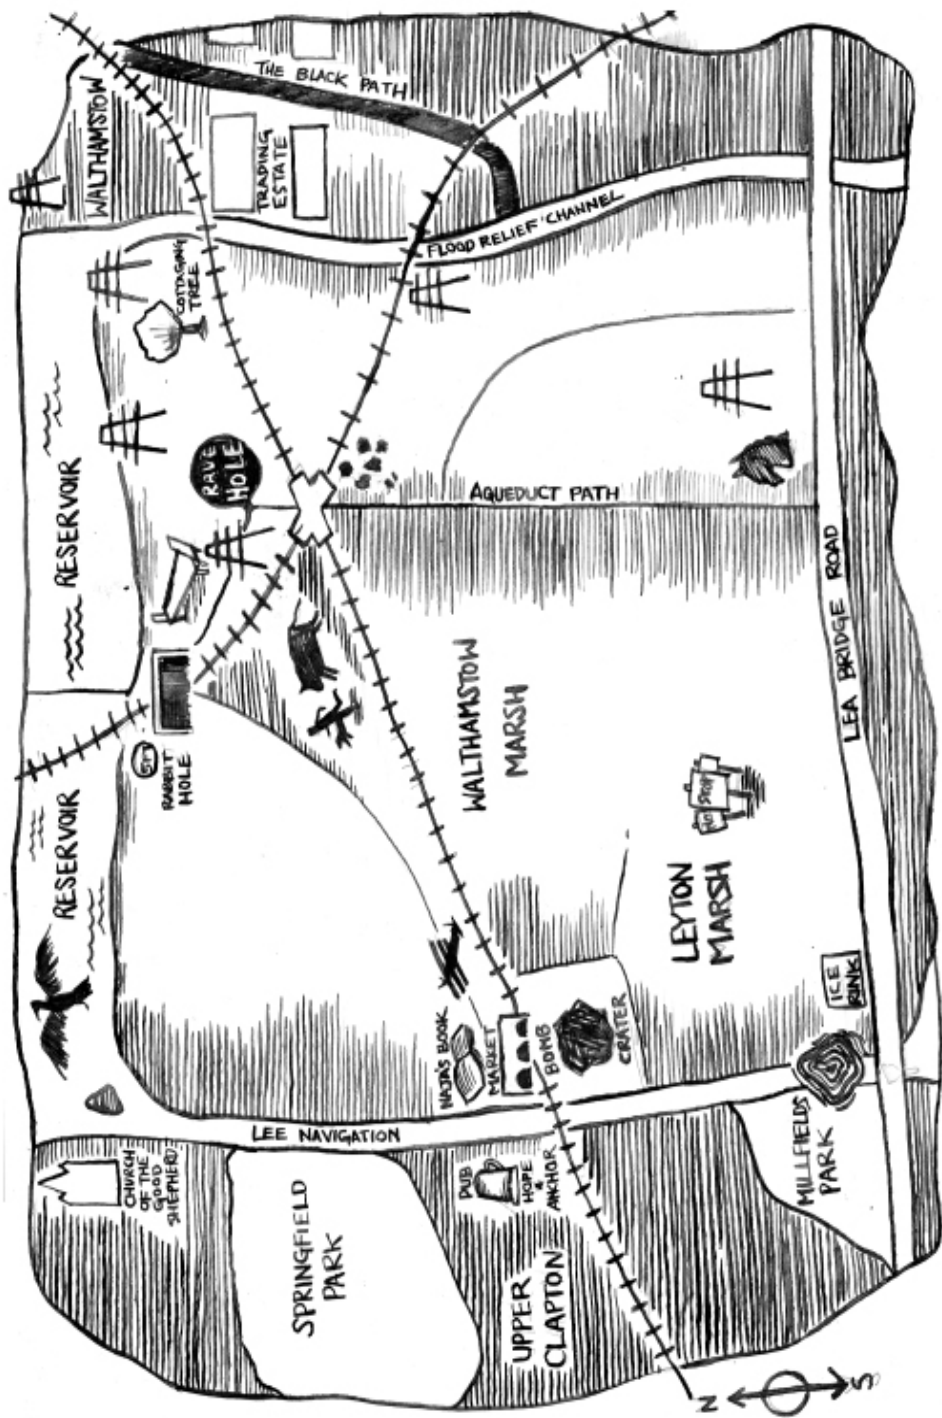 CHURCH
OF THE
GOOD
SHEPHERD
RESERVOIR
RESERVOIR
WALTHAMSTOW
RABBIT
HOLE
COTTAGING
TREE
RAVE
HOLE
TRADING
ESTATE
THE BLACK PATH
LEE NAVIGATION
SPRINGFIELD
PARK
FLOOD RELIEF CHANNEL
NAJA'S BOOK
MARKET
AQUEDUCT PATH
PUB
HOPE
&
ANCHOR
BOMB
CRATER
WALTHAMSTOW
MARSH
UPPER
CLAPTON
LEYTON
MARSH
MILLFIELDS
PARK
ICE
RINK
LEA BRIDGE ROAD
N
S